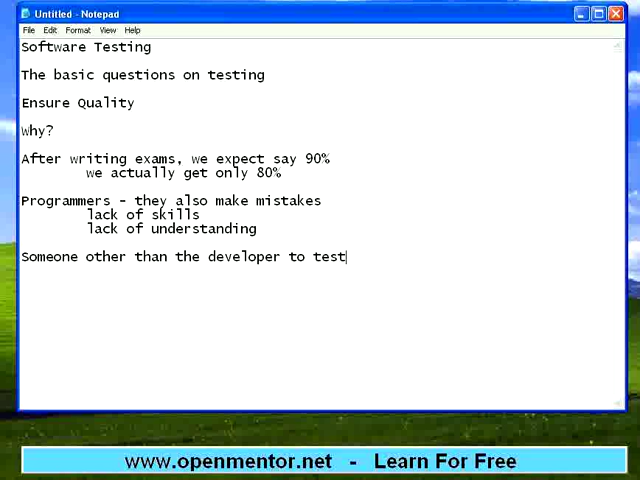 Untitled - Notepad
File Edit Format View Help
Software Testing
The basic questions on testing
Ensure Quality
Why?
After writing exams, we expect say 90%
we actually get only 80%
Programmers - they also make mistakes
lack of skills
lack of understanding
Someone other than the developer to test
www.openmentor.net - Learn For Free